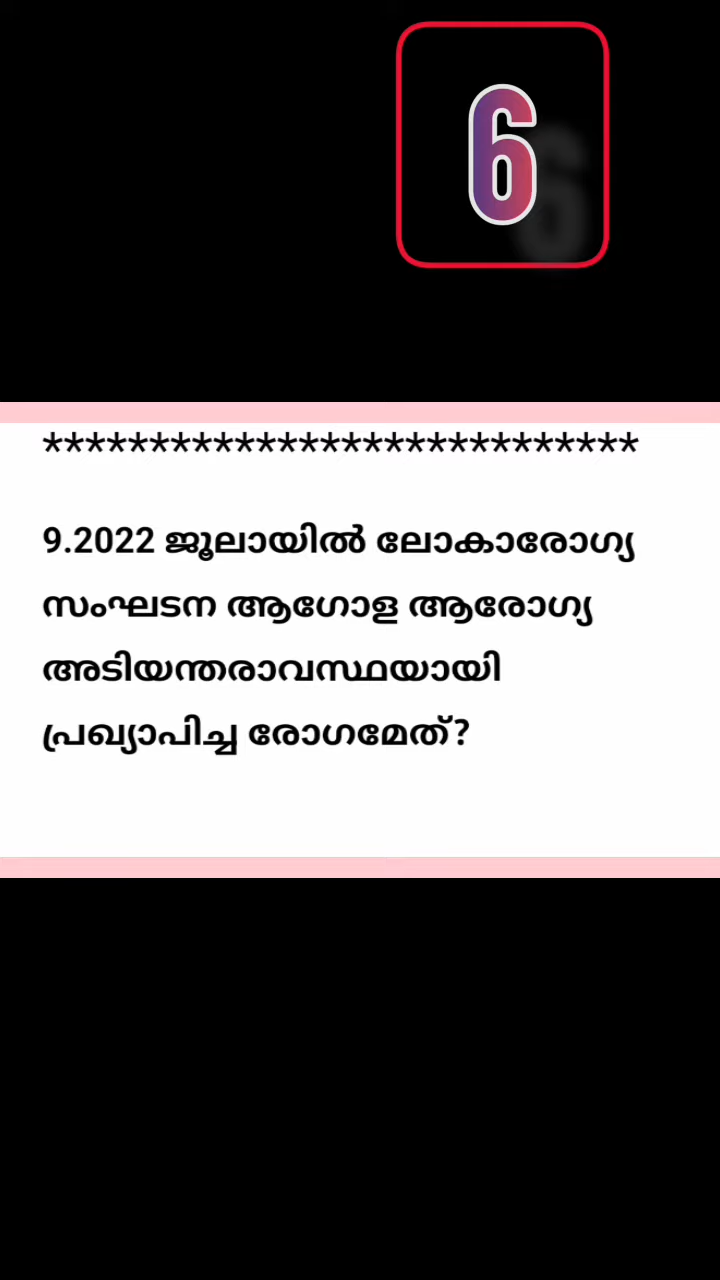 6
****************************
9.2022 ജൂലായിൽ ലോകാരോഗ്യ
സംഘടന ആഗോള ആരോഗ്യ
അടിയന്തരാവസ്ഥയായി
പ്രഖ്യാപിച്ച രോഗമേത്?